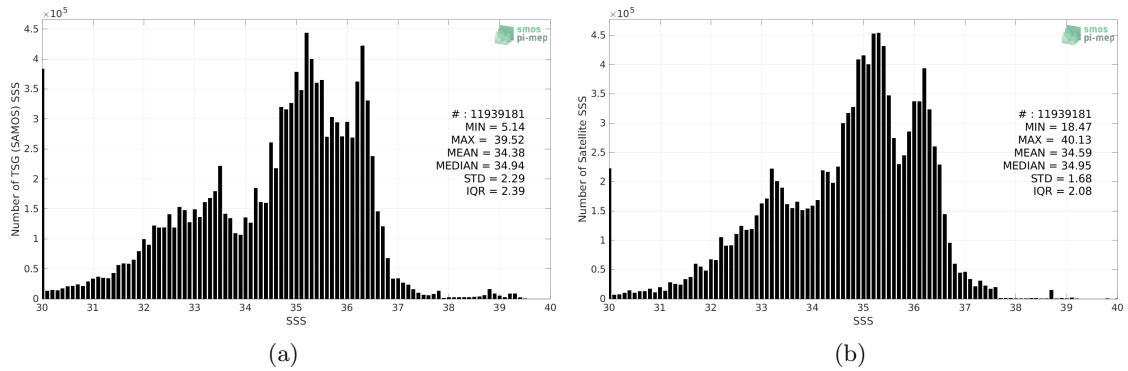 ×10⁵
4.5
4
3.5
3
2.5
2
1.5
1
0.5
0
Number of TSG (SAMOS) SSS
30 31 32 33 34 35 36 37 38 39 40
SSS
smos
pi-mep
# : 11939181
MIN = 5.14
MAX = 39.52
MEAN = 34.38
MEDIAN = 34.94
STD = 2.29
IQR = 2.39
(a)
×10⁵
4.5
4
3.5
3
2.5
2
1.5
1
0.5
0
Number of Satellite SSS
30 31 32 33 34 35 36 37 38 39 40
SSS
smos
pi-mep
# : 11939181
MIN = 18.47
MAX = 40.13
MEAN = 34.59
MEDIAN = 34.95
STD = 1.68
IQR = 2.08
(b)